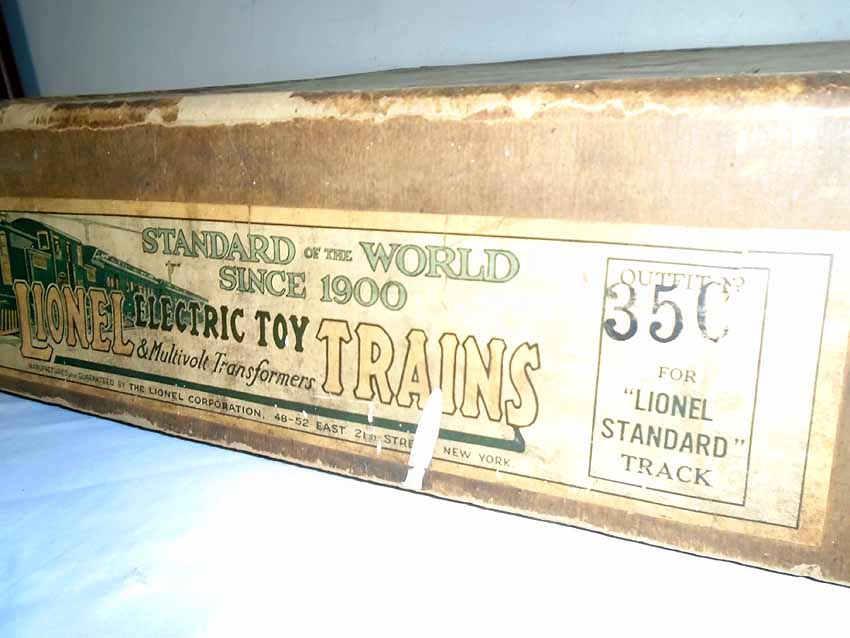 STANDARD OF THE WORLD
SINCE 1900
LIONEL ELECTRIC TOY TRAINS
& Multivolt Transformers
MANUFACTURED AND GUARANTEED BY THE LIONEL CORPORATION, 48-52 EAST 21ST STREE NEW YORK.
OUTFIT Nº
35C
FOR
"LIONEL
STANDARD"
TRACK